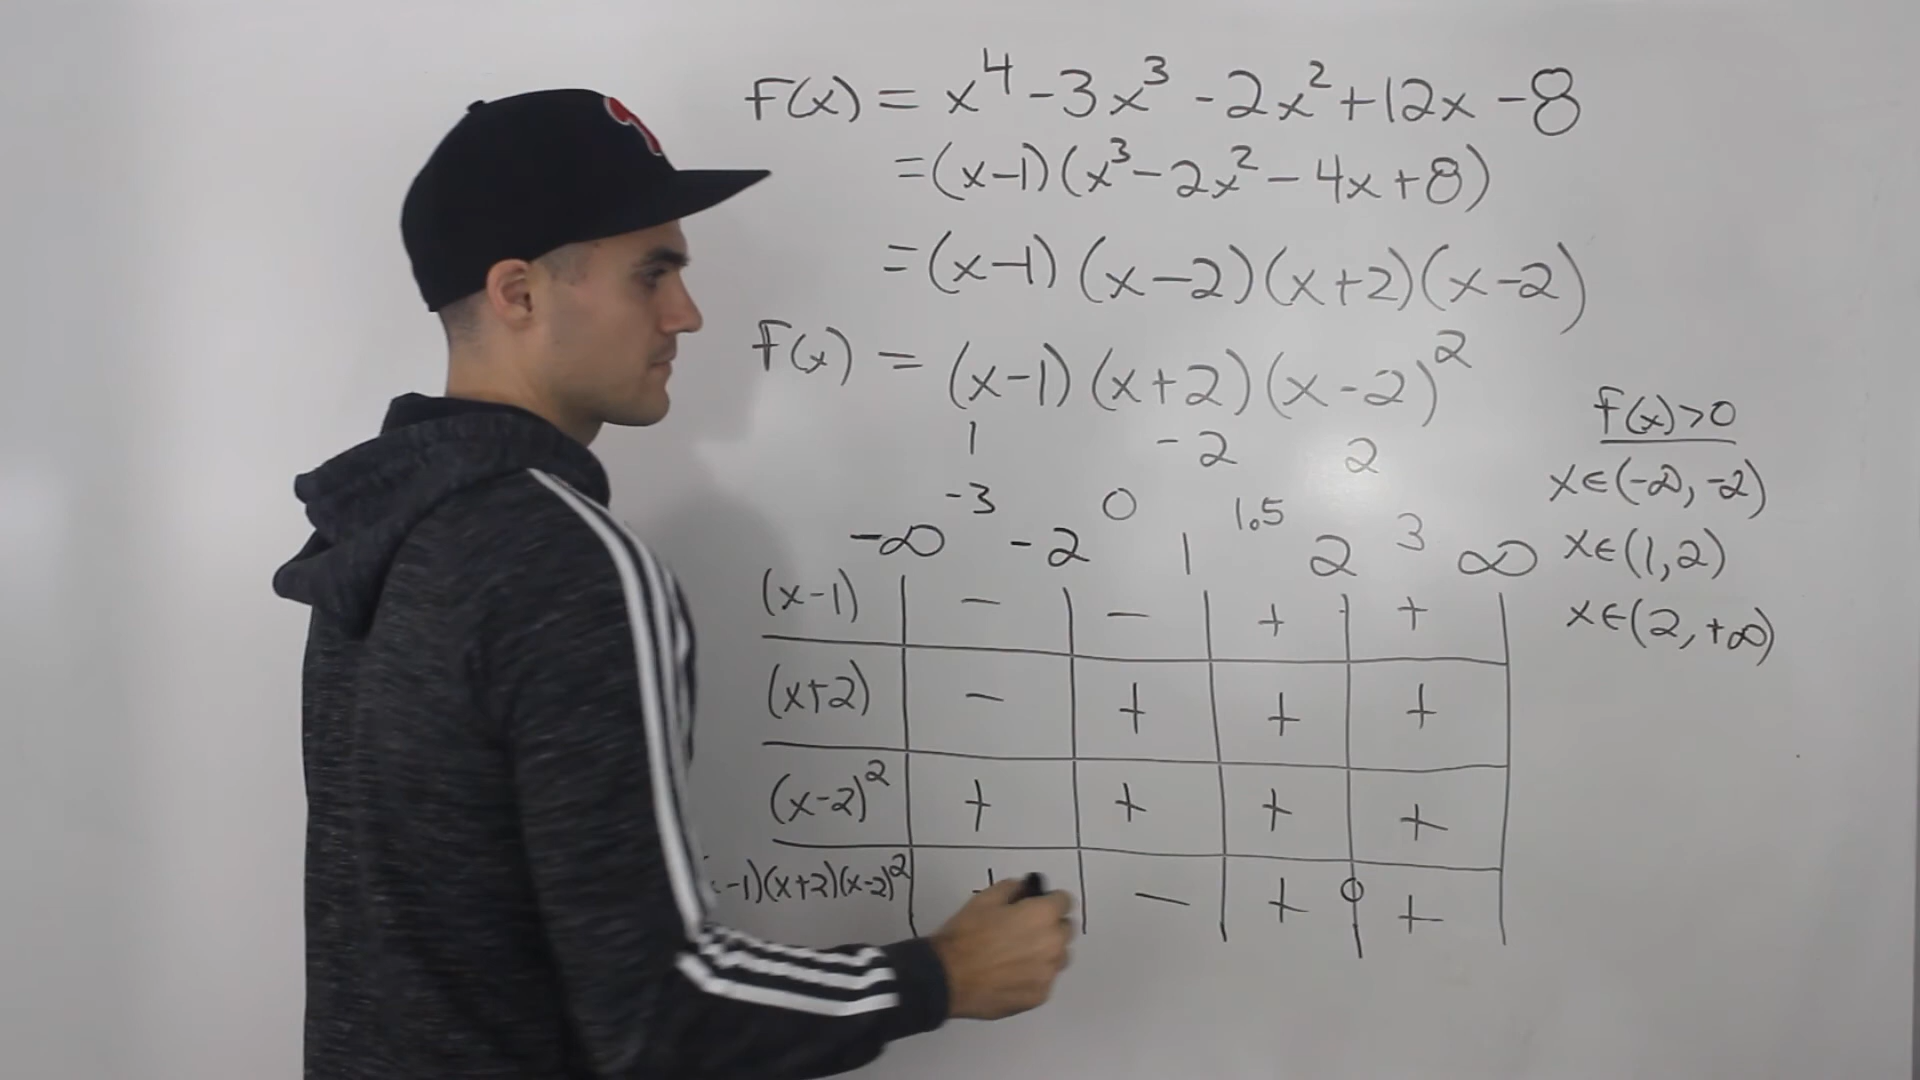 f(x) = x⁴ - 3x³ - 2x² + 12x - 8
= (x-1)(x³ - 2x² - 4x + 8)
= (x-1)(x-2)(x+2)(x-2)
f(x) = (x-1)(x+2)(x-2)²
1 -2 2
-3 0 1.5 3
-∞ -2 1 2 ∞
(x-1) - - + +
(x+2) - + + +
(x-2)² + + + +
-1)(x+2)(x-2)² + - + 0 +
f(x)>0
x∈(-∞, -2)
x∈(1, 2)
x∈(2, +∞)